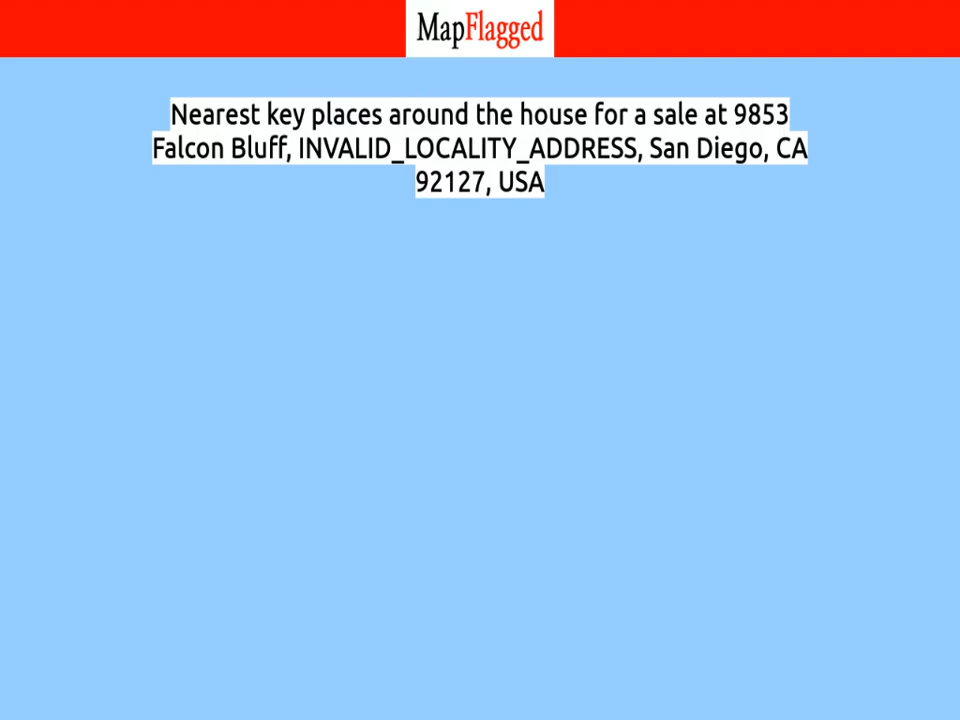 MapFlagged
Nearest key places around the house for a sale at 9853
Falcon Bluff, INVALID_LOCALITY_ADDRESS, San Diego, CA
92127, USA